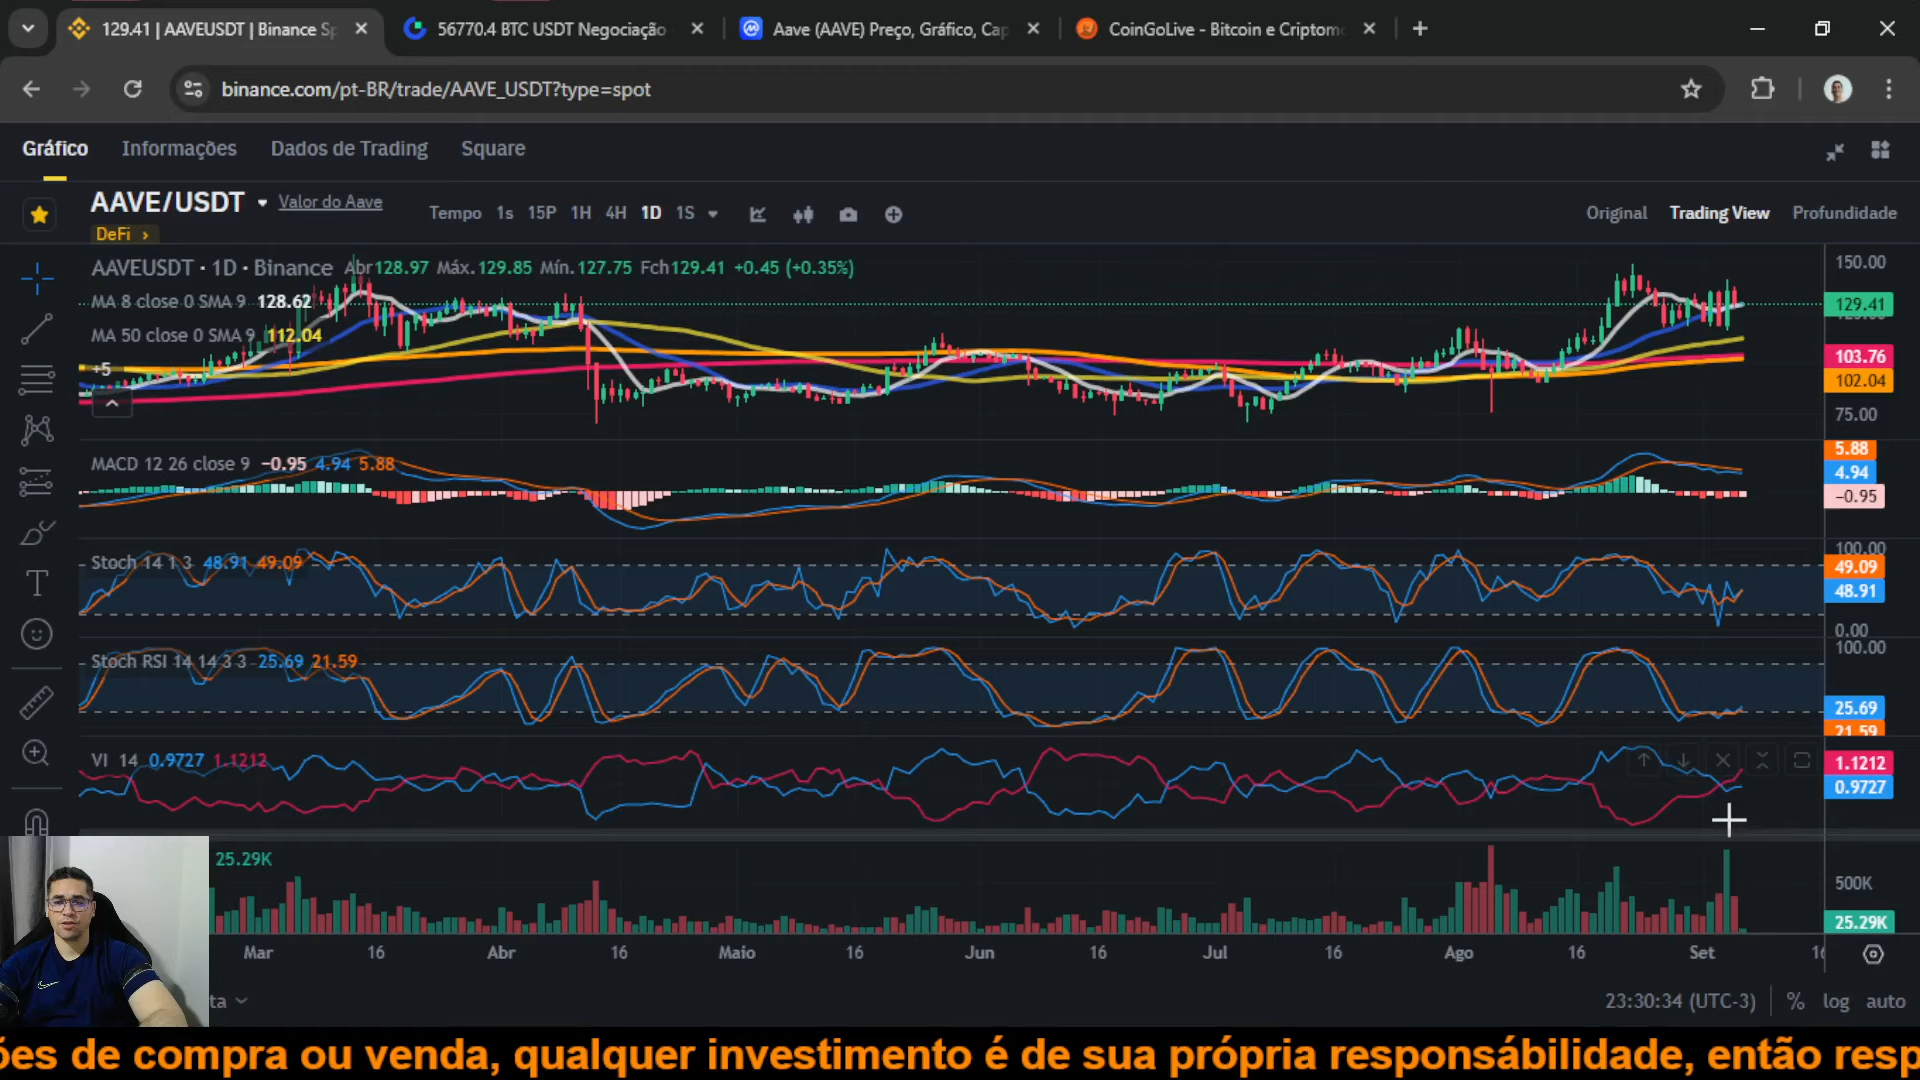 129.41 | AAVEUSDT | Binance Sp
56770.4 BTC USDT Negociação
Aave (AAVE) Preço, Gráfico, Cap
CoinGoLive - Bitcoin e Criptomo
binance.com/pt-BR/trade/AAVE_USDT?type=spot
Gráfico Informações Dados de Trading Square
AAVE/USDT Valor do Aave
DeFi
Tempo 1s 15P 1H 4H 1D 1S
Original Trading View Profundidade
AAVEUSDT · 1D · Binance Abr128.97 Máx.129.85 Mín.127.75 Fch129.41 +0.45 (+0.35%)
MA 8 close 0 SMA 9 128.62
MA 50 close 0 SMA 9 112.04
+5
150.00
129.41
103.76
102.04
75.00
MACD 12 26 close 9 −0.95 4.94 5.88
5.88
4.94
−0.95
Stoch 14 1 3 48.91 49.09
100.00
49.09
48.91
0.00
Stoch RSI 14 14 3 3 25.69 21.59
100.00
25.69
21.59
VI 14 0.9727 1.1212
1.1212
0.9727
25.29K
500K
25.29K
Mar 16 Abr 16 Maio 16 Jun 16 Jul 16 Ago 16 Set 16
ta
23:30:34 (UTC-3) % log auto
ões de compra ou venda, qualquer investimento é de sua própria responsábilidade, então resp